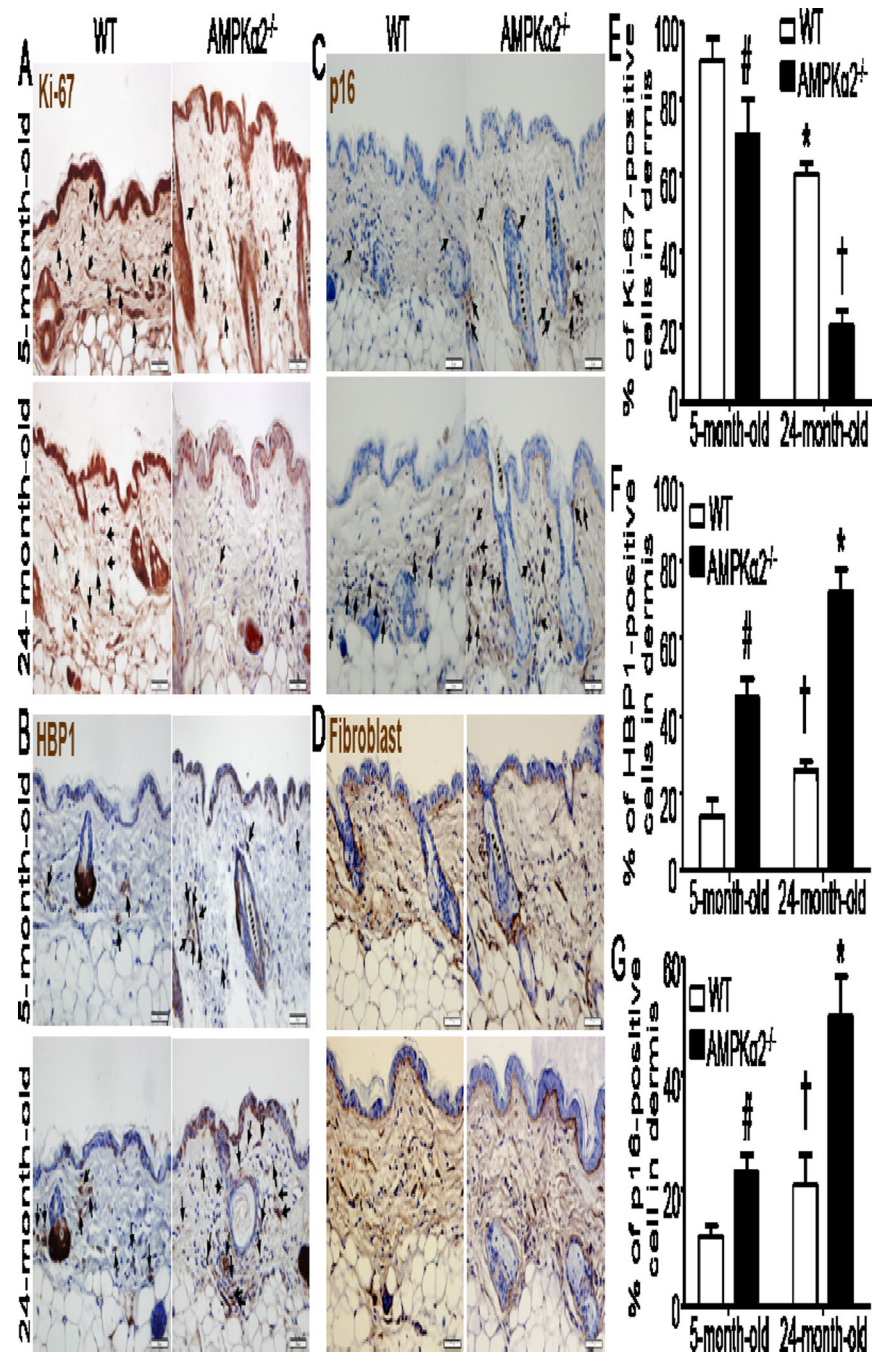 WT AMPKα2-/-
WT AMPKα2-/-
A
Ki-67
5-month-old
24-month-old
B
HBP1
5-month-old
24-month-old
C
p16
D
Fibroblast
E
WT
AMPKα2-/-
% of Ki-67-positive
cells in dermis
100
80
60
40
20
0
#
*
†
5-month-old 24-month-old
F
WT
AMPKα2-/-
% of HBP1-positive
cells in dermis
100
80
60
40
20
0
#
†
*
5-month-old 24-month-old
G
WT
AMPKα2-/-
% of p16-positive
cell in dermis
60
40
20
0
#
†
*
5-month-old 24-month-old